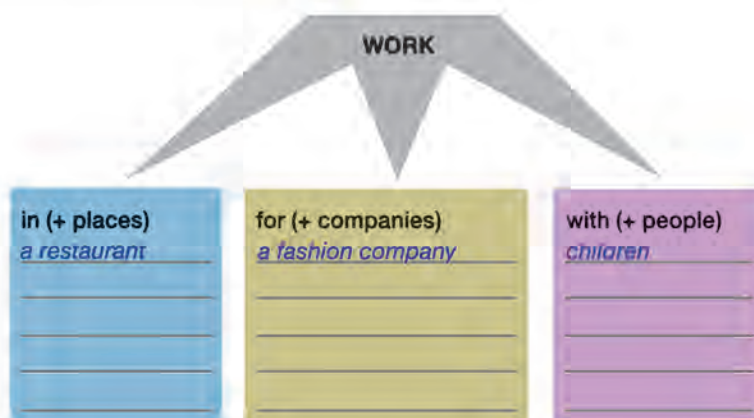 WORK
in (+ places)
a restaurant
for (+ companies)
a fashion company
with (+ people)
children